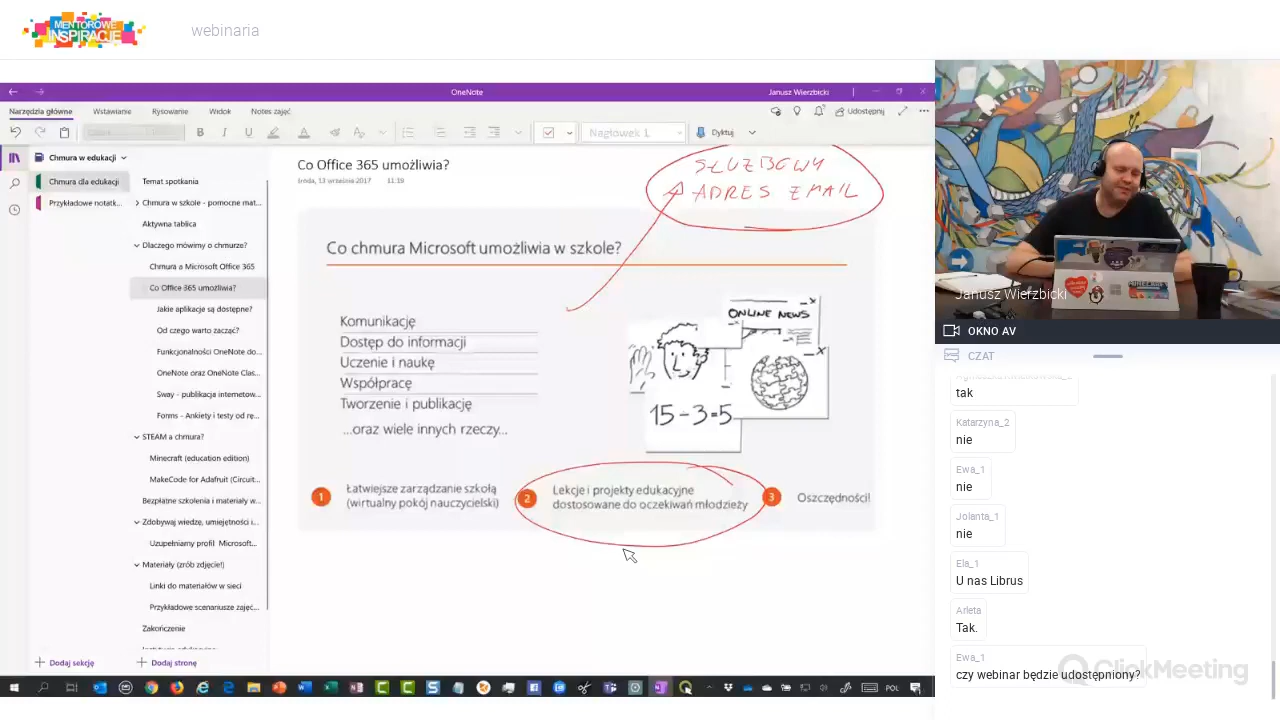 MENTOROWE
INSPIRACJE
webinaria
OneNote
Janusz Wierzbicki
Narzędzia główne
Wstawianie
Rysowanie
Widok
Notes zajęć
Udostępnij
B
I
U
Nagłówek 1
Dyktuj
Chmura w edukacji
Chmura dla edukacji
Przykładowe notatk...
Temat spotkania
Chmura w szkole - pomocne mat...
Aktywna tablica
Dlaczego mówimy o chmurze?
Chmura a Microsoft Office 365
Co Office 365 umożliwia?
Jakie aplikacje są dostępne?
Od czego warto zacząć?
Funkcjonalności OneNote do...
OneNote oraz OneNote Clas...
Sway - publikacja internetow...
Forms - Ankiety i testy od rę...
STEAM a chmura?
Minecraft (education edition)
MakeCode for Adafruit (Circuit...
Bezpłatne szkolenia i materiały w...
Zdobywaj wiedzę, umiejętności i...
Uzupełniamy profil Microsoft...
Materiały (zrób zdjęcie!)
Linki do materiałów w sieci
Przykładowe scenariusze zajęć...
Zakończenie
Dodaj sekcję
Dodaj stronę
Co Office 365 umożliwia?
środa, 13 września 2017 11:19
SŁUŻBOWY
ADRES EMAIL
Co chmura Microsoft umożliwia w szkole?
Komunikację
Dostęp do informacji
Uczenie i naukę
Współpracę
Tworzenie i publikację
...oraz wiele innych rzeczy...
ONLINE NEWS
15-3=5
1
Łatwiejsze zarządzanie szkołą
(wirtualny pokój nauczycielski)
2
Lekcje i projekty edukacyjne
dostosowane do oczekiwań młodzieży
3
Oszczędności!
POL
MINECRAFT
Janusz Wierzbicki
OKNO AV
CZAT
tak
Katarzyna_2
nie
Ewa_1
nie
Jolanta_1
nie
Ela_1
U nas Librus
Arleta
Tak.
Ewa_1
czy webinar będzie udostępniony?
ClickMeeting